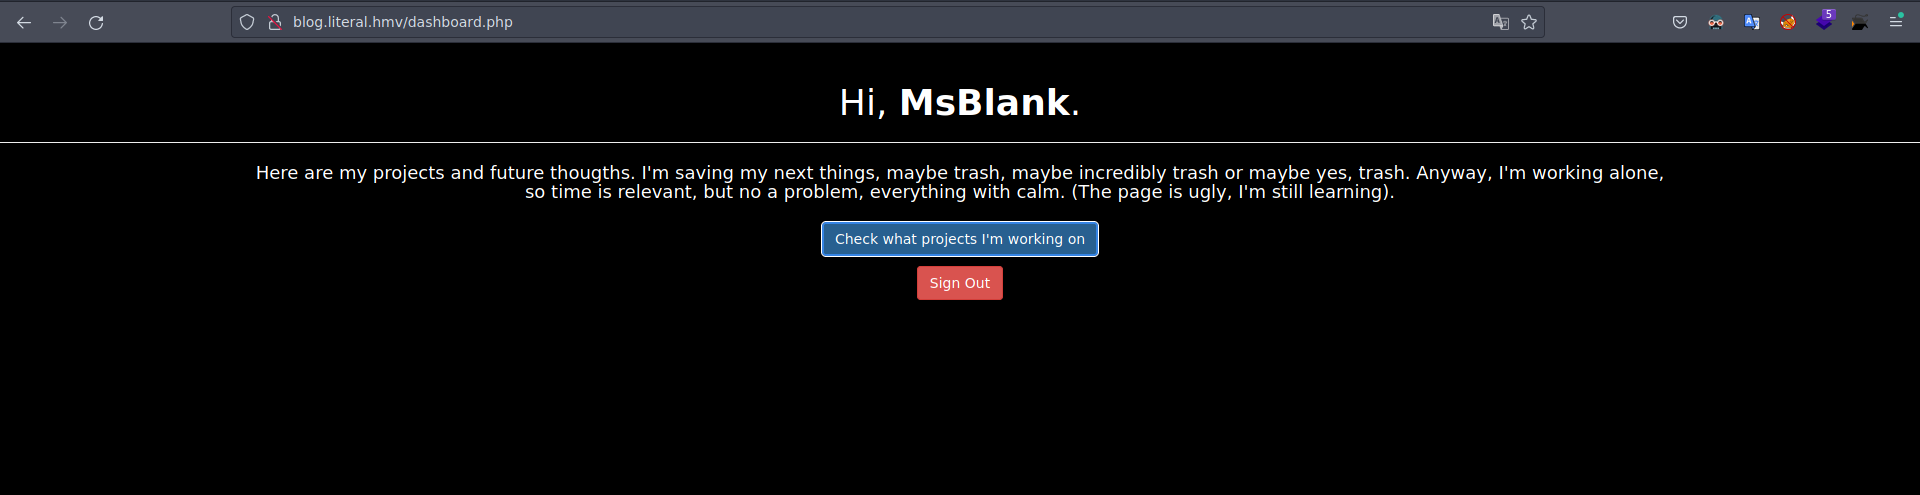 blog.literal.hmv/dashboard.php
5
Hi, MsBlank.
Here are my projects and future thougths. I'm saving my next things, maybe trash, maybe incredibly trash or maybe yes, trash. Anyway, I'm working alone,
so time is relevant, but no a problem, everything with calm. (The page is ugly, I'm still learning).
Check what projects I'm working on
Sign Out